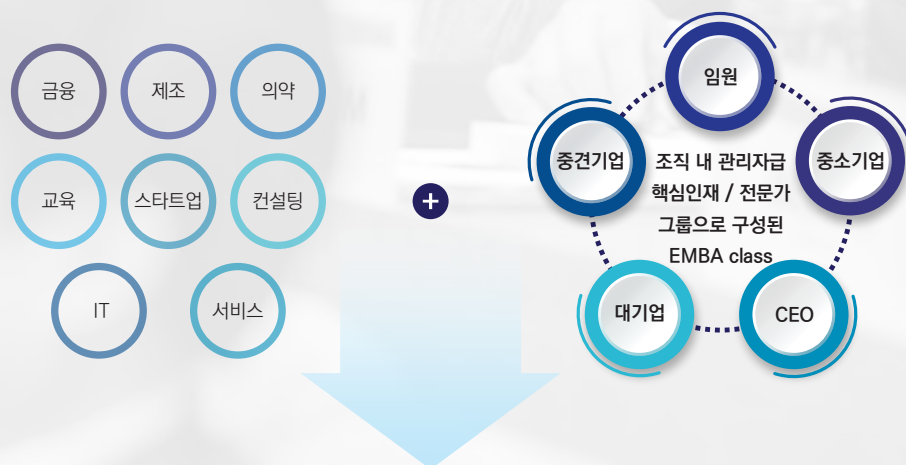 금융
제조
의약
교육
스타트업
컨설팅
IT
서비스
+
임원
중견기업
중소기업
조직 내 관리자급
핵심인재 / 전문가
그룹으로 구성된
EMBA class
대기업
CEO